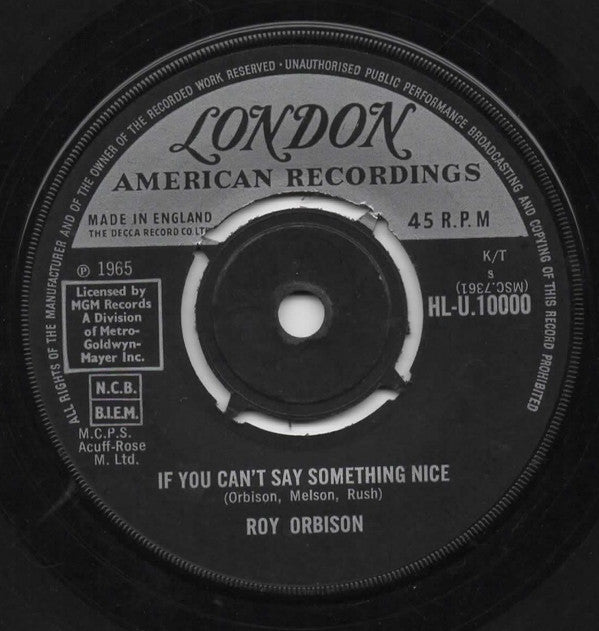 ALL RIGHTS OF THE MANUFACTURER AND OF THE OWNER OF THE RECORDED WORK RESERVED · UNAUTHORISED PUBLIC PERFORMANCE BROADCASTING AND COPYING OF THIS RECORD PROHIBITED
LONDON
AMERICAN RECORDINGS
MADE IN ENGLAND
THE DECCA RECORD CO LTD
45 R.P.M
℗ 1965
K/T
s
(MSC.7361)
HL-U.10000
Licensed by
MGM Records
A Division
of Metro-
Goldwyn-
Mayer Inc.
N.C.B.
B.I.E.M.
M.C.P.S.
Acuff-Rose
M. Ltd.
IF YOU CAN'T SAY SOMETHING NICE
(Orbison, Melson, Rush)
ROY ORBISON